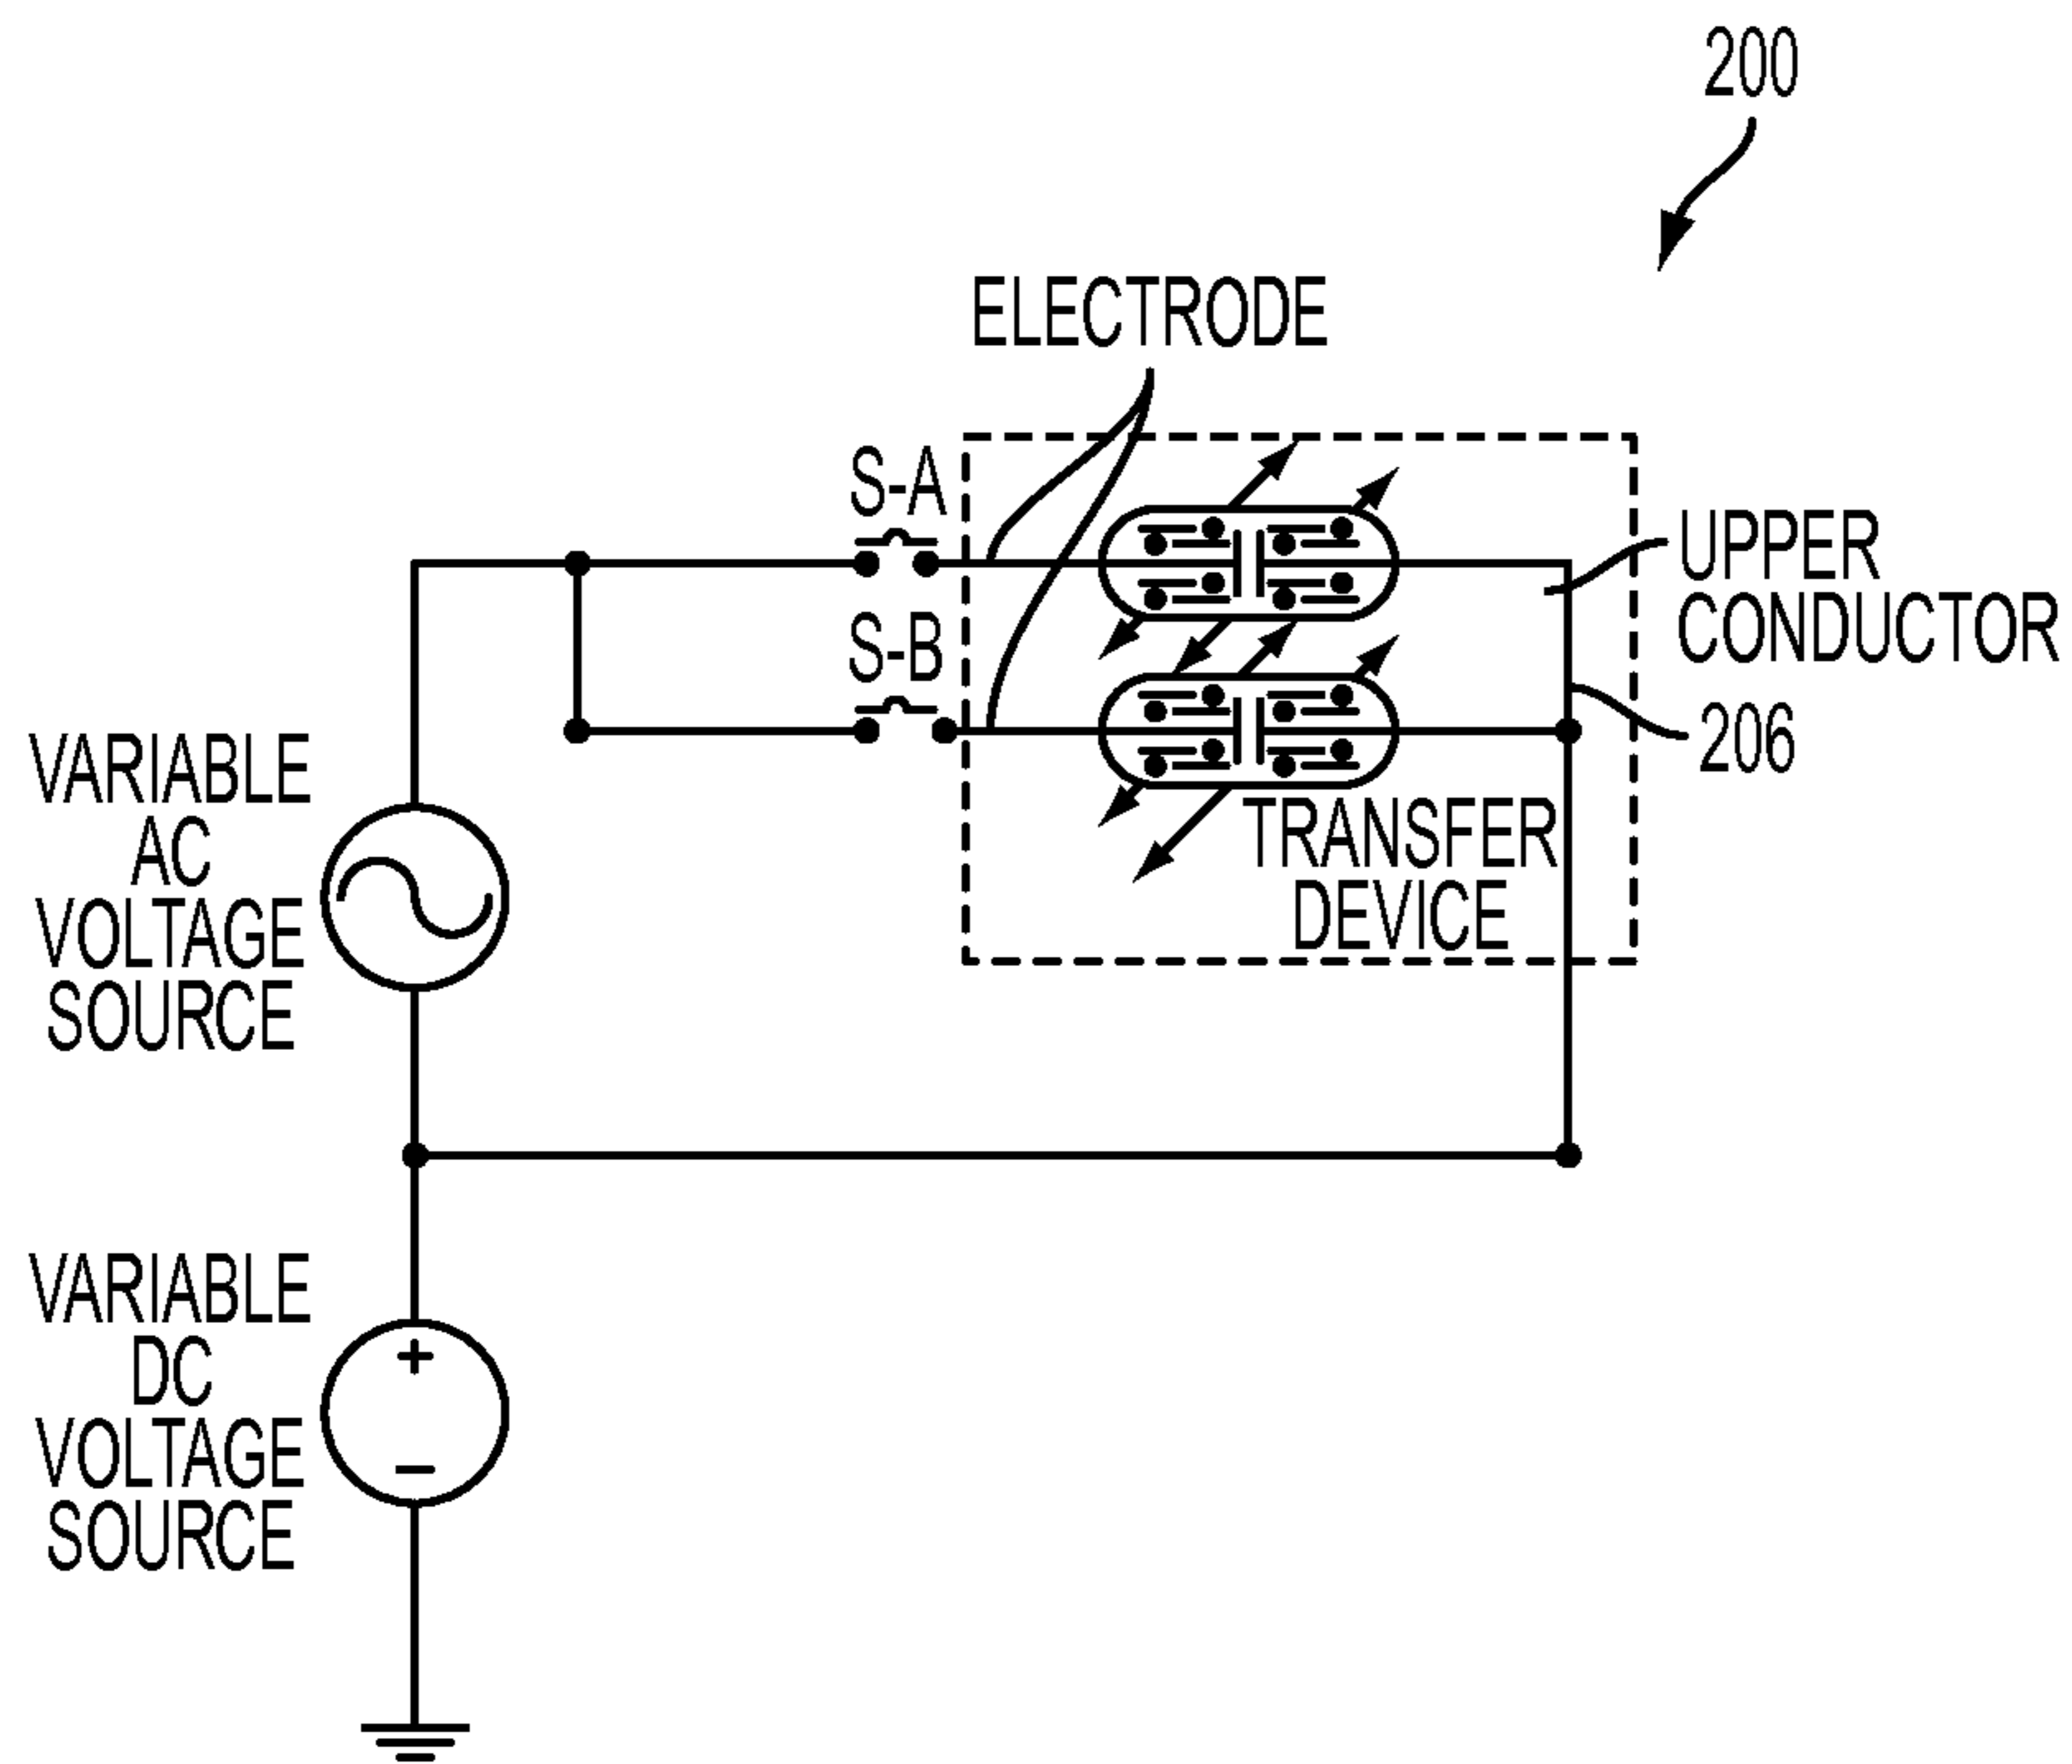 200
ELECTRODE
S-A
UPPER
CONDUCTOR
S-B
206
VARIABLE
AC
VOLTAGE
SOURCE
TRANSFER
DEVICE
VARIABLE
DC
VOLTAGE
SOURCE
+
−